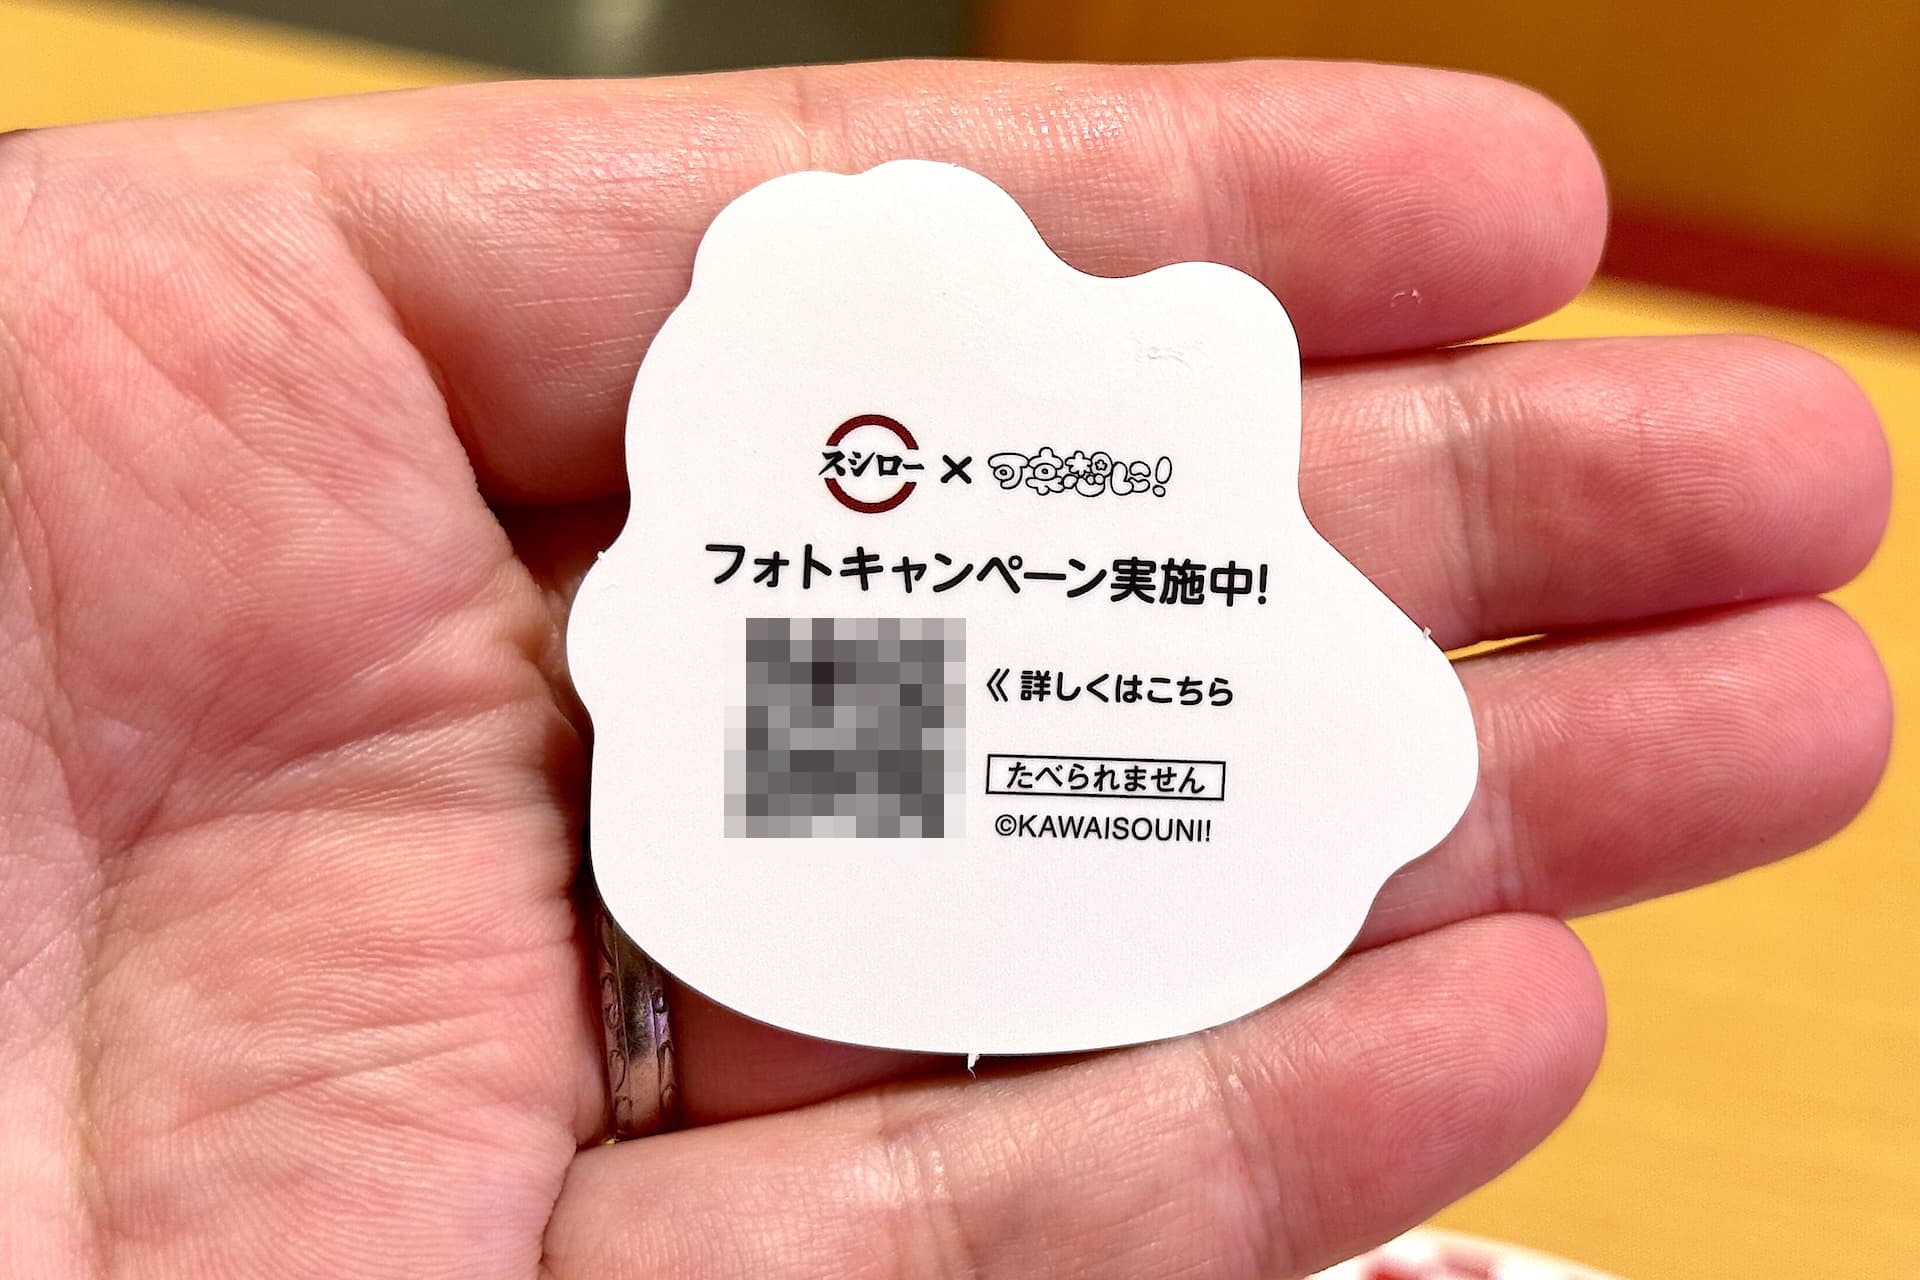 スシロー × 可哀想に!
フォトキャンペーン実施中!
《 詳しくはこちら
たべられません
©KAWAISOUNI!